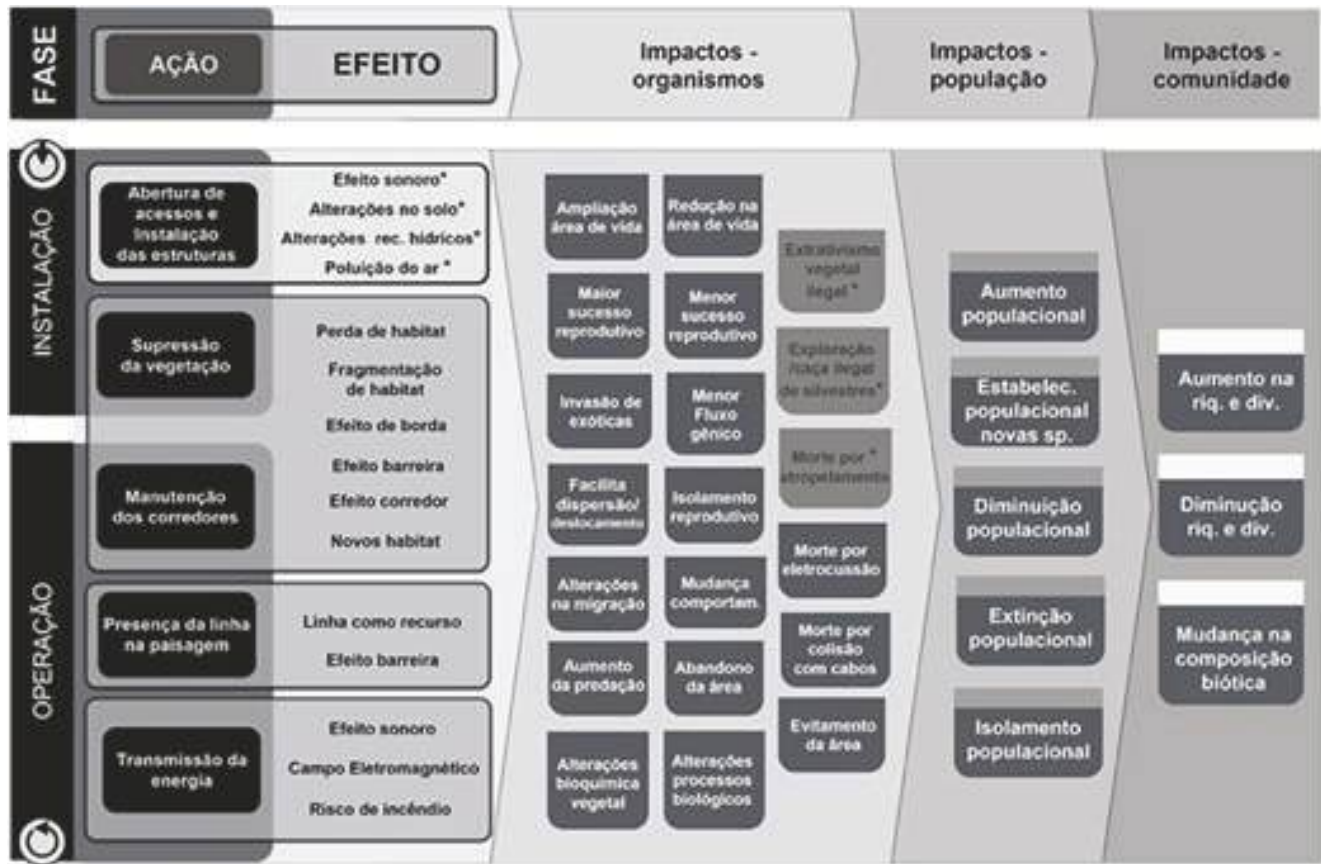 FASE
AÇÃO
EFEITO
Impactos -
organismos
Impactos -
população
Impactos -
comunidade
INSTALAÇÃO
OPERAÇÃO
Abertura de
acessos e
Instalação
das estruturas
Efeito sonoro*
Alterações no solo*
Alterações rec. hídricos*
Poluição do ar *
Supressão
da vegetação
Manutenção
dos corredores
Perda de habitat
Fragmentação
de habitat
Efeito de borda
Efeito barreira
Efeito corredor
Novos habitat
Presença da linha
na paisagem
Linha como recurso
Efeito barreira
Transmissão da
energia
Efeito sonoro
Campo Eletromagnético
Risco de incêndio
Ampliação
área de vida
Maior
sucesso
reprodutivo
Invasão de
exóticas
Facilita
dispersão/
deslocamento
Alterações
na migração
Aumento
da predação
Alterações
bioquímica
vegetal
Redução na
área de vida
Menor
sucesso
reprodutivo
Menor
Fluxo
gênico
Isolamento
reprodutivo
Mudança
comportam.
Abandono
da área
Alterações
processos
biológicos
Extrativismo
vegetal
ilegal *
Exploração
/caça ilegal
de silvestres*
Morte por *
atropelamento
Morte por
eletrocussão
Morte por
colisão
com cabos
Evitamento
da área
Aumento
populacional
Estabelec.
populacional
novas sp.
Diminuição
populacional
Extinção
populacional
Isolamento
populacional
Aumento na
riq. e div.
Diminução
riq. e div.
Mudança na
composição
biótica